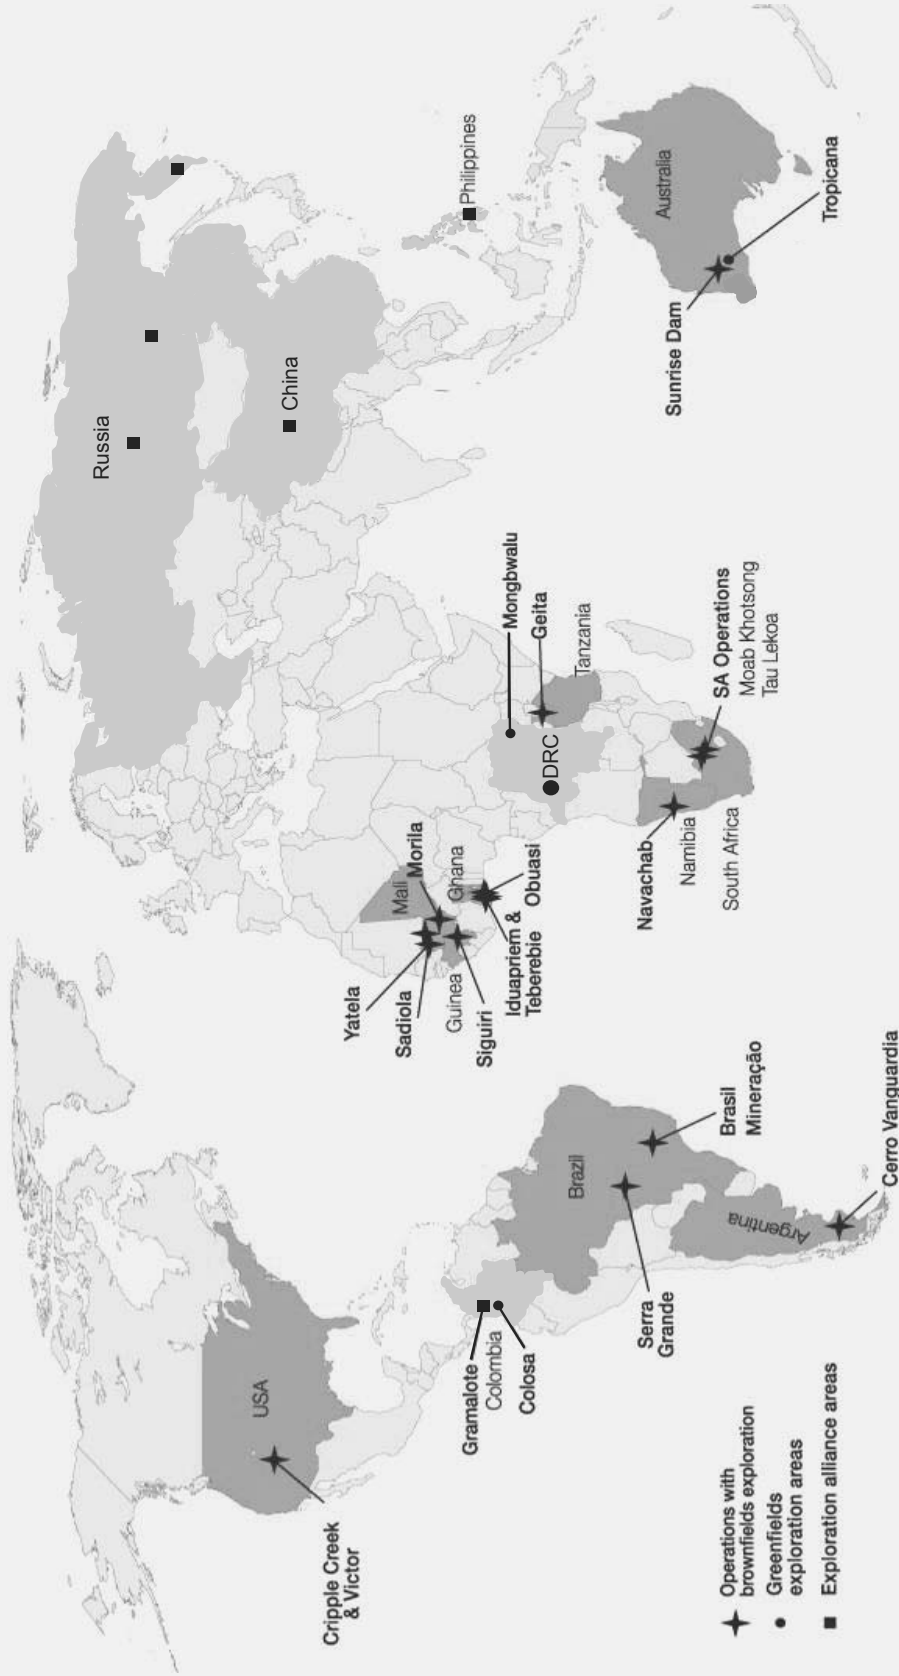 Russia
China
Philippines
Australia
Sunrise Dam
Tropicana
USA
Cripple Creek
& Victor
Gramalote
Colombia
Colosa
Brazil
Serra
Grande
Brasil
Mineração
Argentina
Cerro Vanguardia
Yatela
Sadiola
Mali
Morila
Guinea
Siguiri
Ghana
Iduapriem &
Teberebie
Obuasi
Mongbwalu
DRC
Geita
Tanzania
Navachab
Namibia
South Africa
SA Operations
Moab Khotsong
Tau Lekoa
Operations with
brownfields exploration
Greenfields
exploration areas
Exploration alliance areas